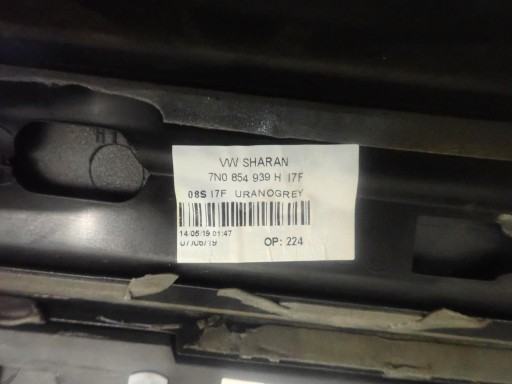 VW SHARAN
7N0 854 939 H 17F
08S 17F URANOGREY
14/05/19 01:47
07/06/19 OP: 224